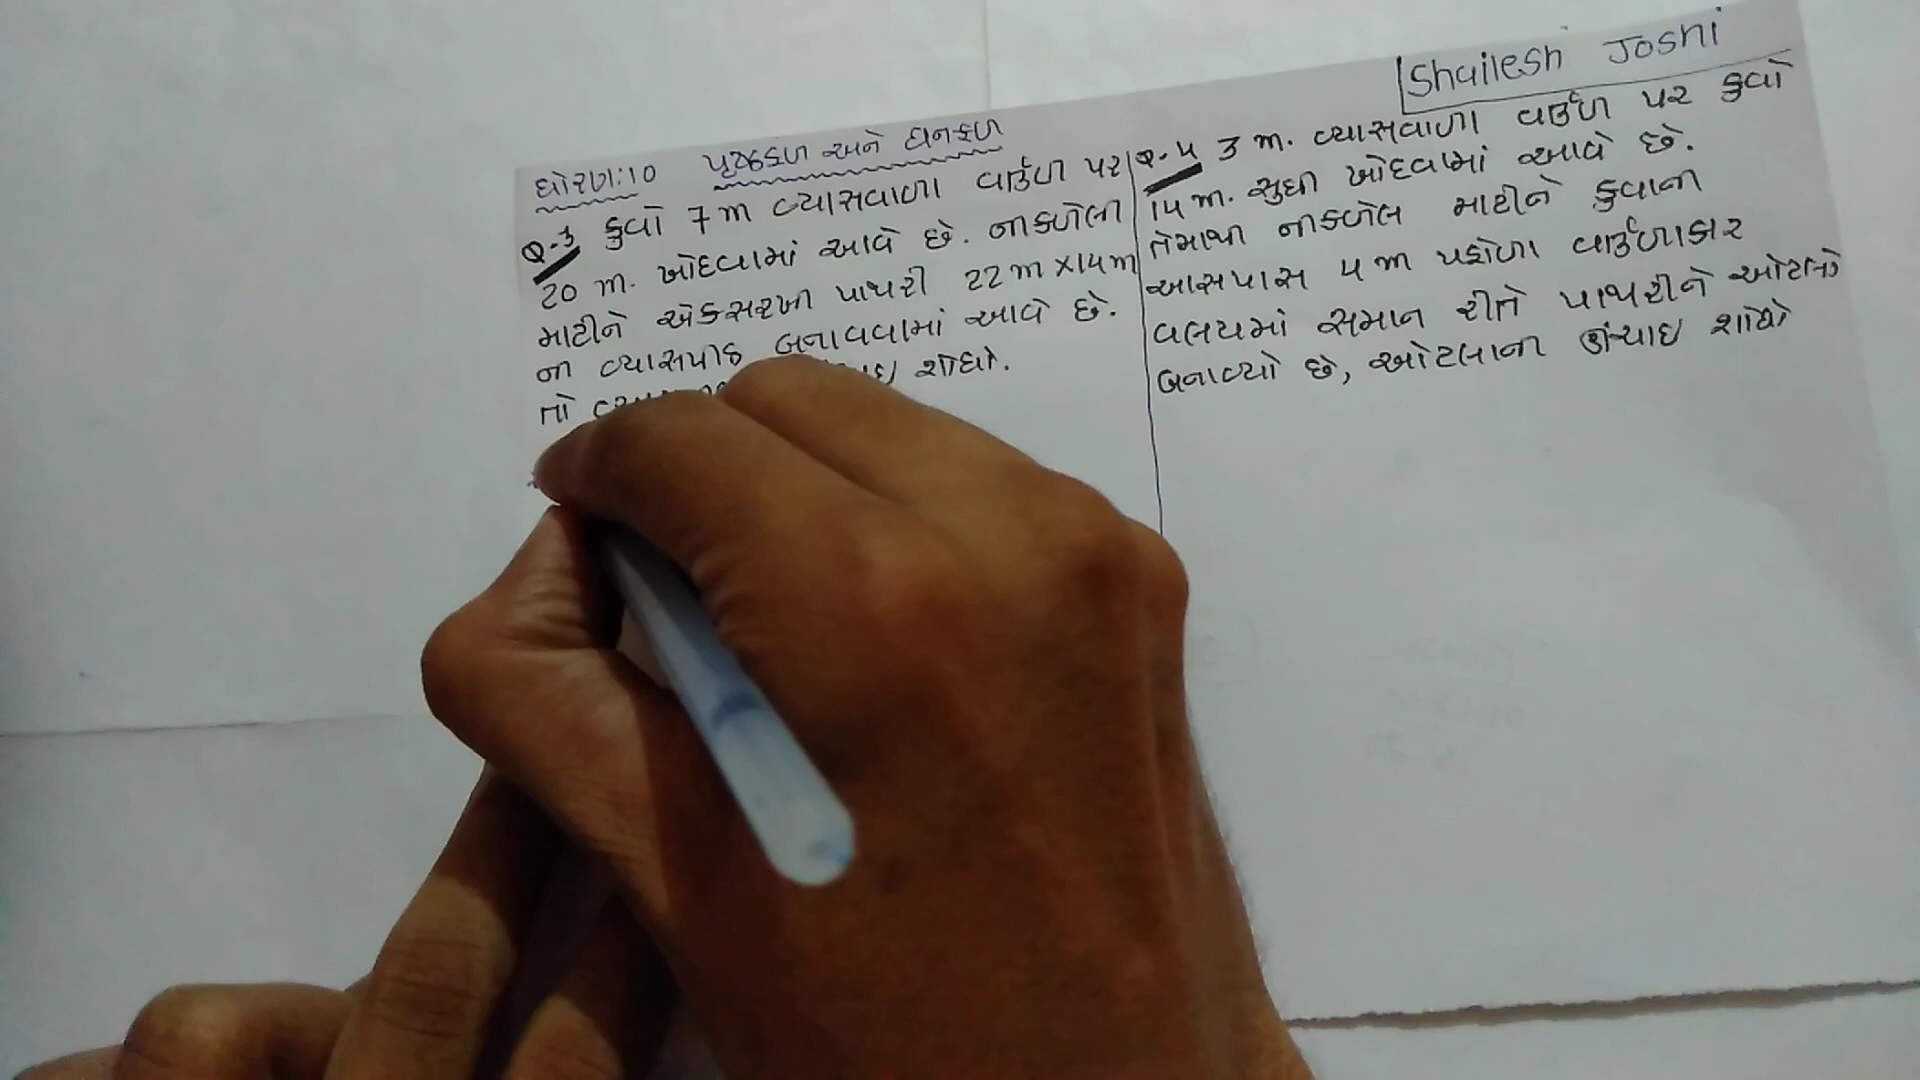 Shailesh Joshi
ધોરણ:10 પૃષ્ઠફળ અને ઘનફળ
Q-3 કુવો 7 m વ્યાસવાળા વર્તુળ પર
20 m. ખોદવામાં આવે છે. નીકળેલી
માટીને એકસરખી પાથરી 22 m x 14 m
ની વ્યાસપીઠ બનાવવામાં આવે છે.
તો શોધો.
Q-4 3 m. વ્યાસવાળા વર્તુળ પર કુવો
14 m. સુધી ખોદવામાં આવે છે.
તેમાંથી નીકળેલ માટીને કુવાની
આસપાસ 4 m પહોળા વર્તુળાકાર
વલયમાં સમાન રીતે પાથરીને ઓટલો
બનાવ્યો છે, ઓટલાની ઊંચાઇ શોધો